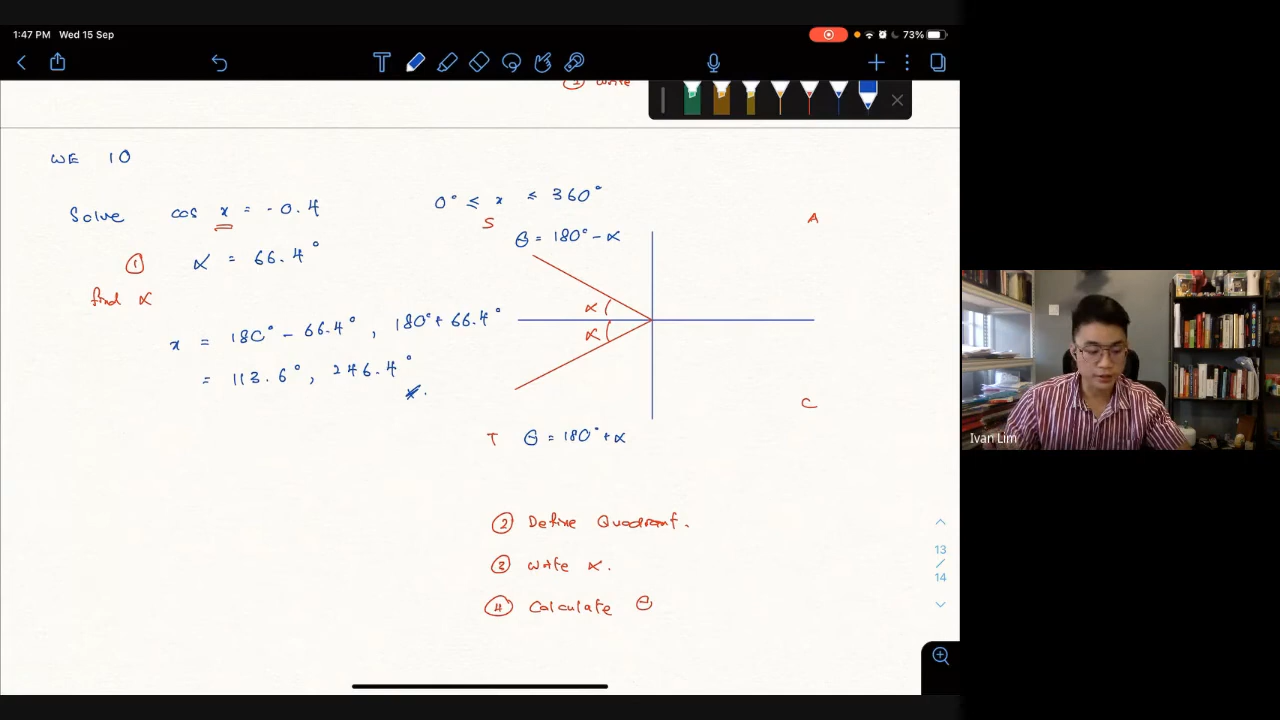 1:47 PM Wed 15 Sep
73%
① Write
WE 10
Solve cos x = -0.4
0° ≤ x ≤ 360°
S
A
θ = 180° - α
① α = 66.4°
find α
α
α
x = 180° - 66.4°, 180° + 66.4°
= 113.6°, 246.4°
C
T θ = 180° + α
Ivan Lim
② Define Quadrant.
③ Write α.
④ Calculate θ
13
/
14